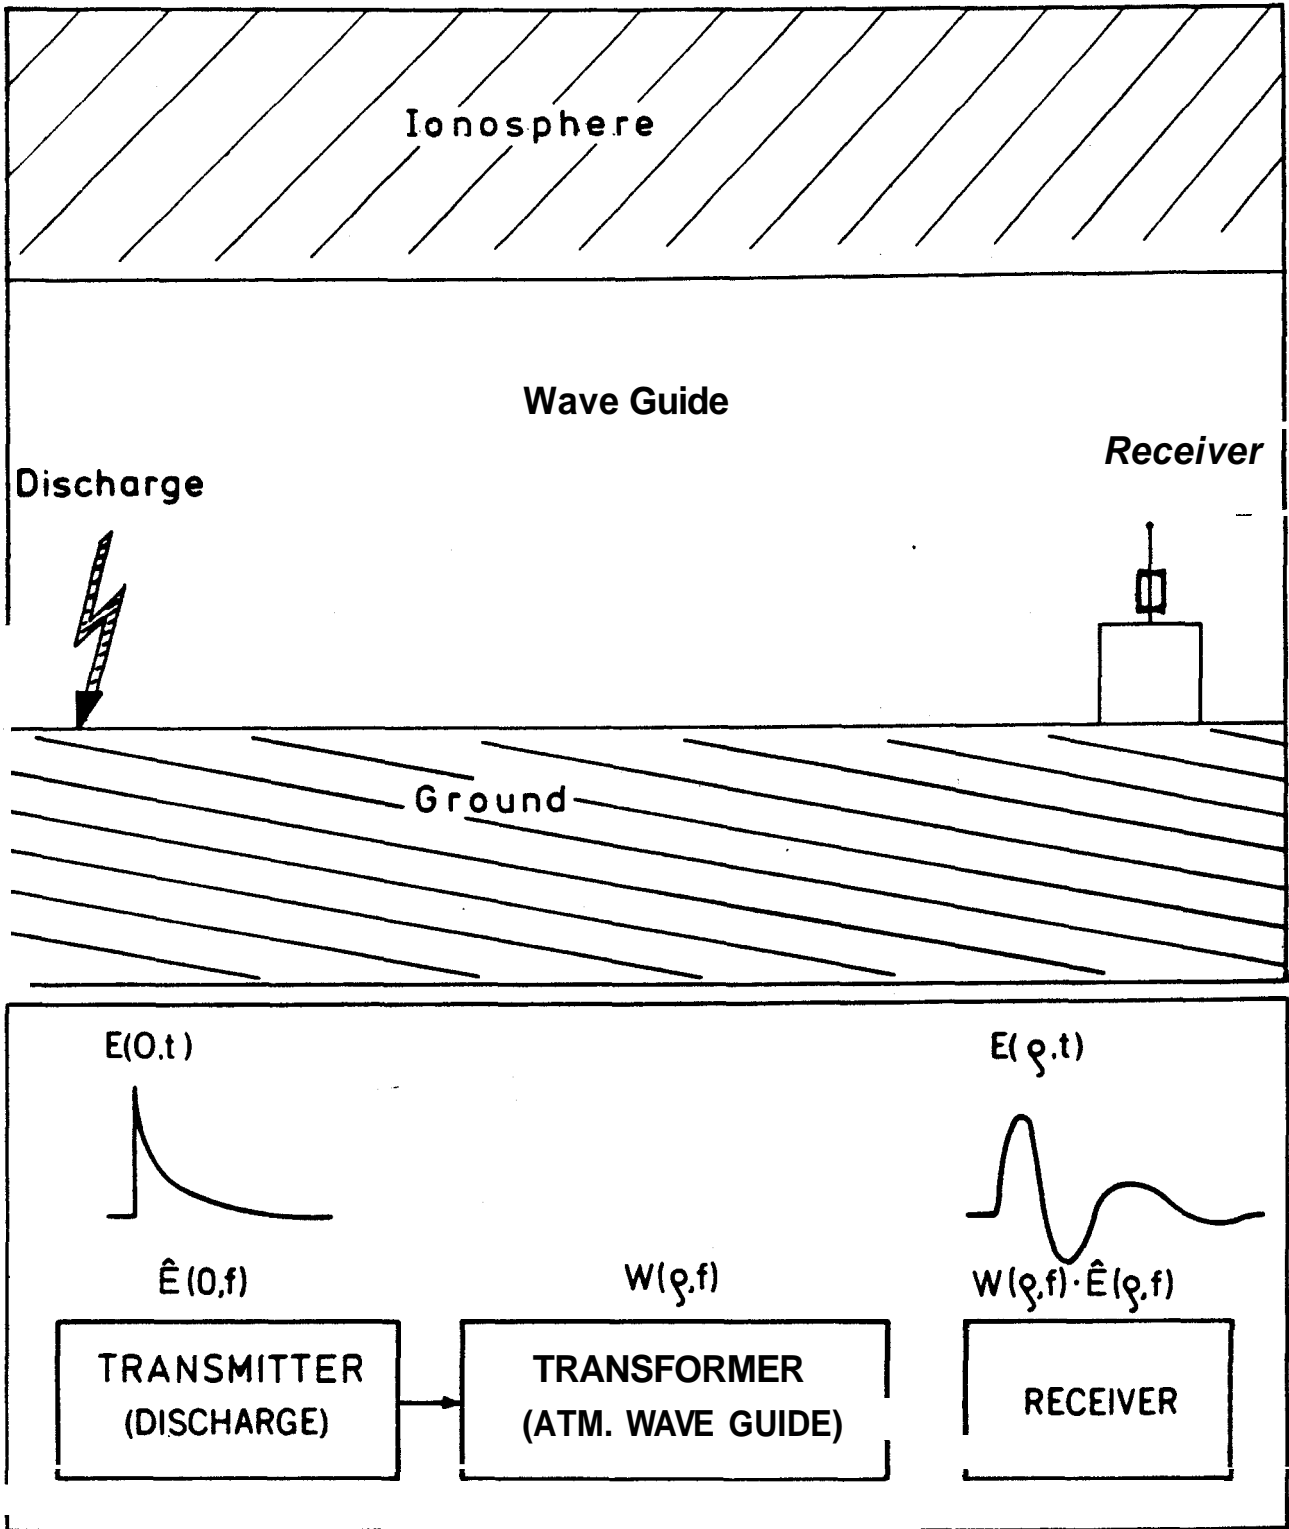 Ionosphere
Wave Guide
Receiver
Discharge
Ground
E(0,t)
E(ϱ,t)
Ê(0,f)
W(ϱ,f)
W(ϱ,f)·Ê(ϱ,f)
TRANSMITTER
(DISCHARGE)
TRANSFORMER
(ATM. WAVE GUIDE)
RECEIVER